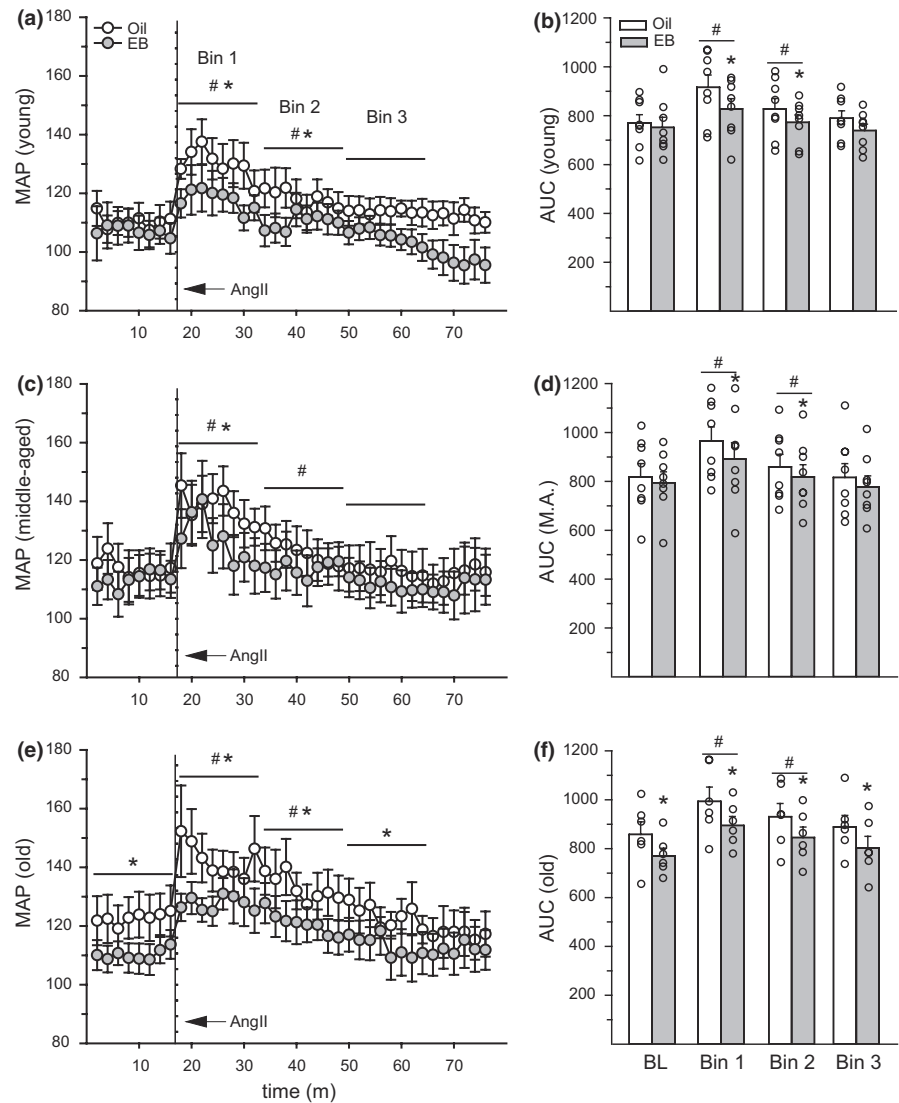 (a)
180
160
140
120
100
80
MAP (young)
Oil
EB
Bin 1
# *
Bin 2
# *
Bin 3
AngII
10 20 30 40 50 60 70
(b)
1200
1000
800
600
400
200
AUC (young)
Oil
EB
#
*
#
*
(c)
180
160
140
120
100
80
MAP (middle-aged)
# *
#
AngII
10 20 30 40 50 60 70
(d)
1200
1000
800
600
400
200
AUC (M.A.)
#
*
#
*
(e)
180
160
140
120
100
80
MAP (old)
*
# *
# *
*
AngII
10 20 30 40 50 60 70
time (m)
(f)
1200
1000
800
600
400
200
AUC (old)
*
#
*
#
*
*
BL Bin 1 Bin 2 Bin 3